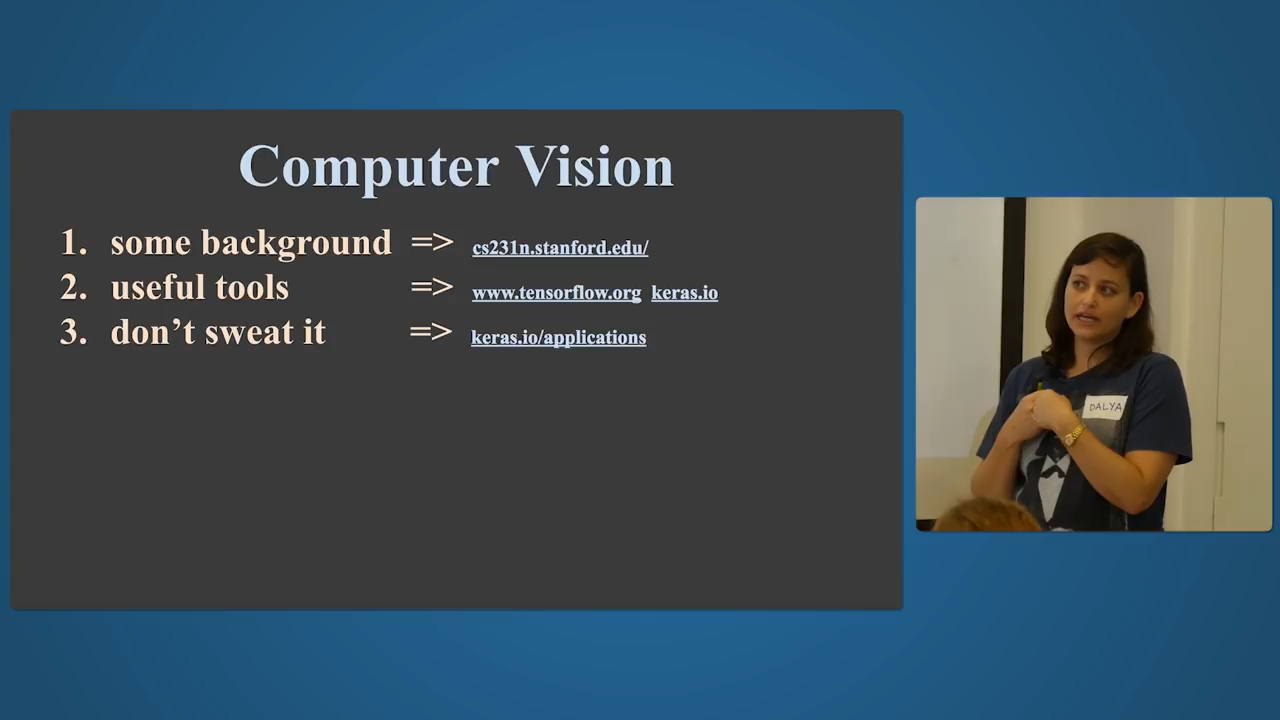 Computer Vision
1. some background => cs231n.stanford.edu/
2. useful tools => www.tensorflow.org keras.io
3. don’t sweat it => keras.io/applications
DALYA